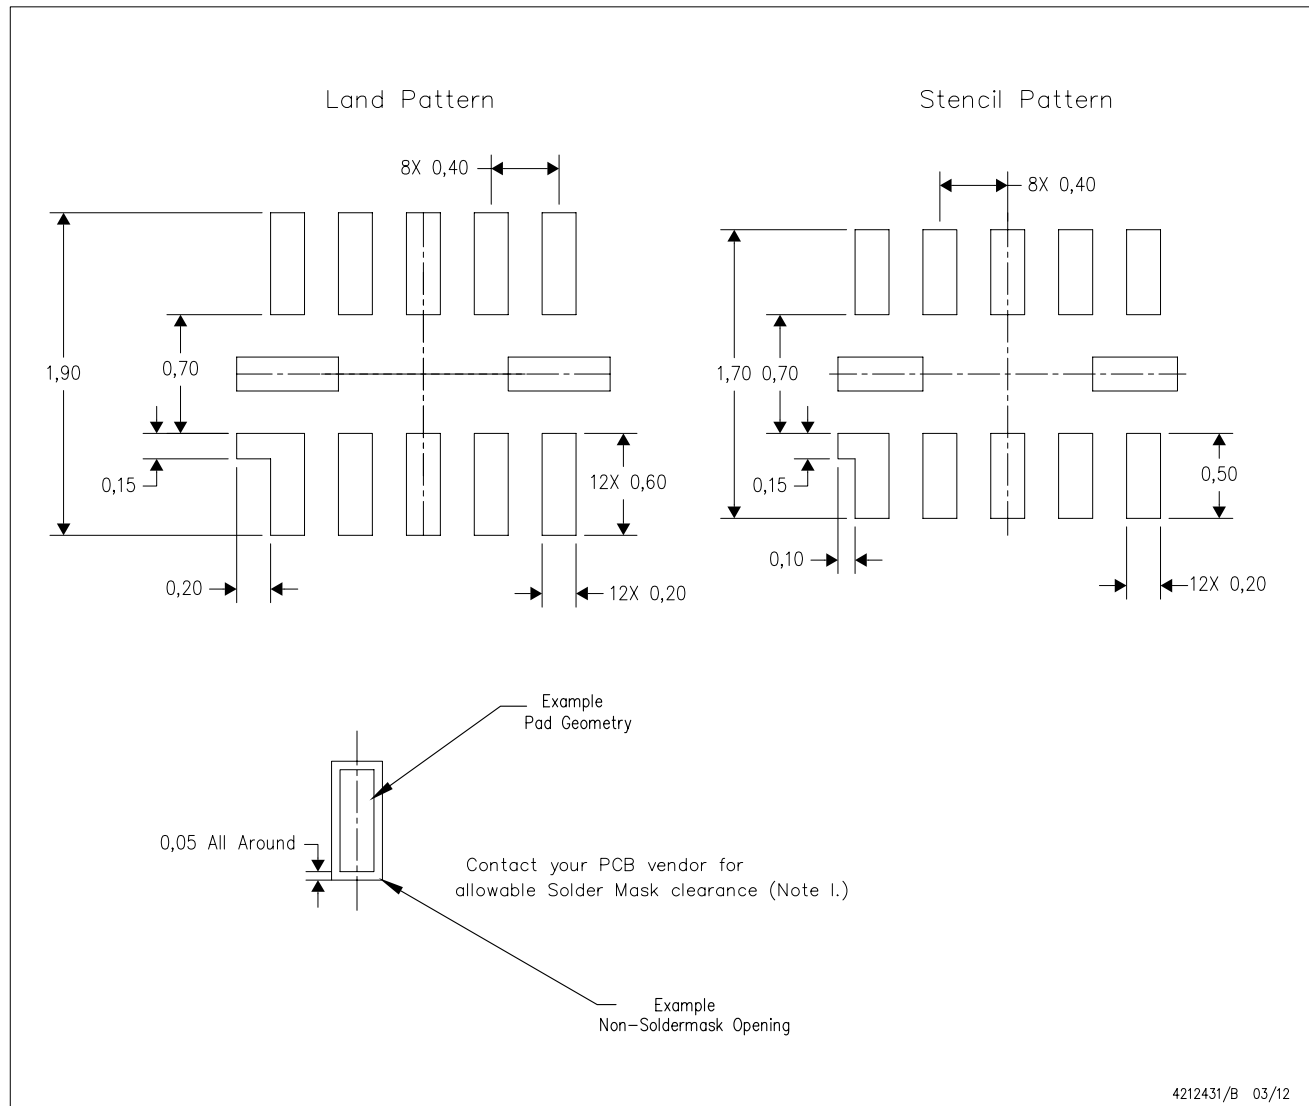 Land Pattern
Stencil Pattern
8X 0,40
8X 0,40
1,90
0,70
1,70 0,70
0,15
12X 0,60
0,15
0,50
0,20
12X 0,20
0,10
12X 0,20
Example
Pad Geometry
0,05 All Around
Contact your PCB vendor for
allowable Solder Mask clearance (Note I.)
Example
Non-Soldermask Opening
4212431/B 03/12